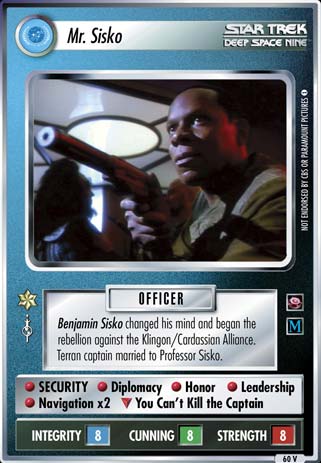 Mr. Sisko
STAR TREK
DEEP SPACE NINE
NOT ENDORSED BY CBS OR PARAMOUNT PICTURES
OFFICER
Benjamin Sisko changed his mind and began the
rebellion against the Klingon/Cardassian Alliance.
Terran captain married to Professor Sisko.
M
SECURITY Diplomacy Honor Leadership
Navigation x2 You Can't Kill the Captain
INTEGRITY 8 CUNNING 8 STRENGTH 8
60 V